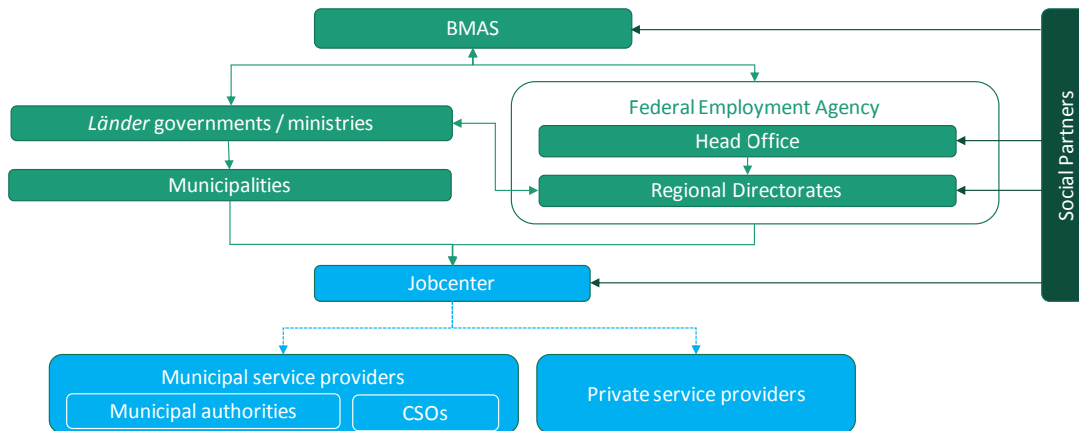 BMAS
Federal Employment Agency
Länder governments / ministries
Head Office
Municipalities
Regional Directorates
Social Partners
Jobcenter
Municipal service providers
Municipal authorities
CSOs
Private service providers